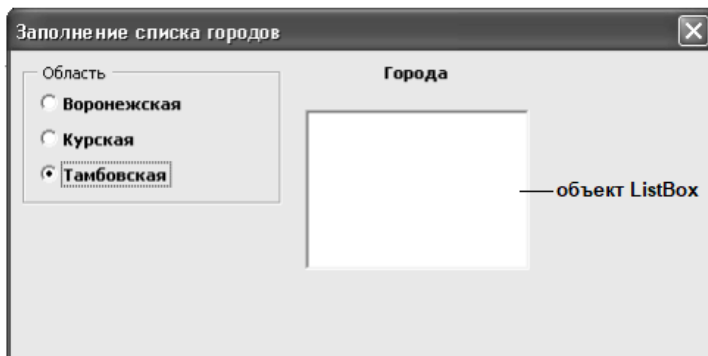 Заполнение списка городов
Область
Города
Воронежская
Курская
Тамбовская
объект ListBox